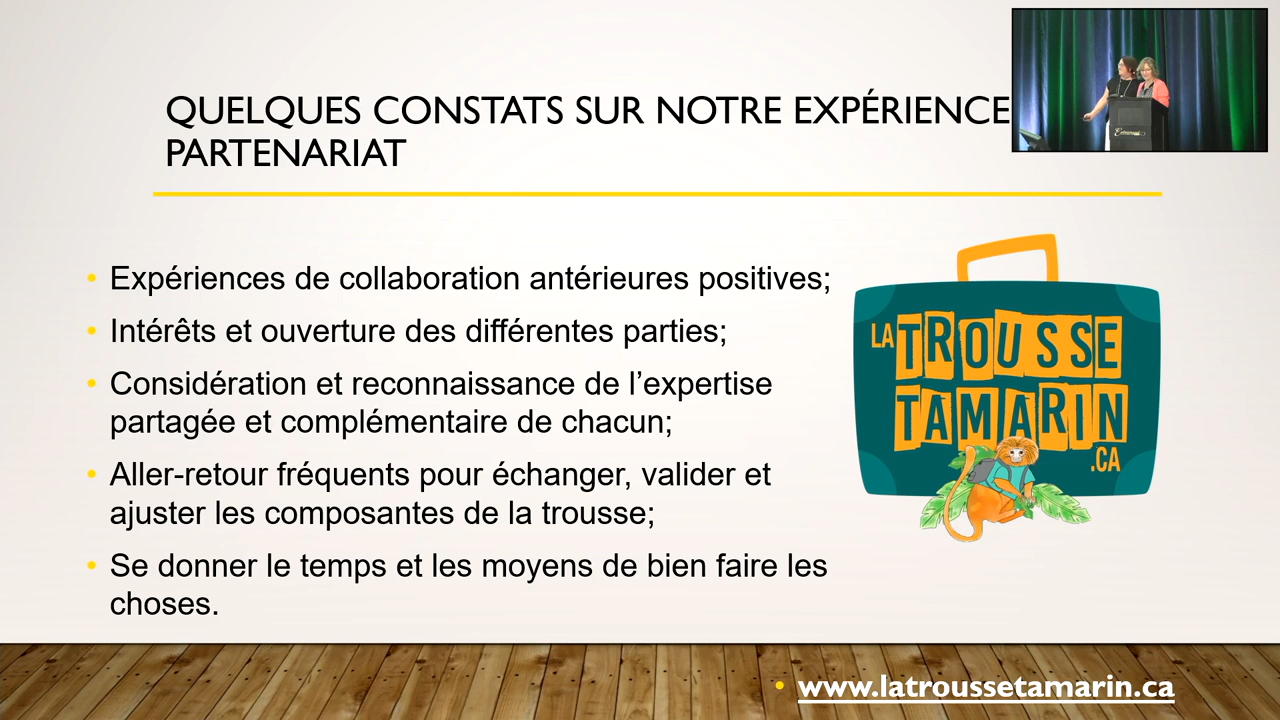 QUELQUES CONSTATS SUR NOTRE EXPÉRIENCE
PARTENARIAT
• Expériences de collaboration antérieures positives;
• Intérêts et ouverture des différentes parties;
• Considération et reconnaissance de l’expertise
partagée et complémentaire de chacun;
• Aller-retour fréquents pour échanger, valider et
ajuster les composantes de la trousse;
• Se donner le temps et les moyens de bien faire les
choses.
LA TROUSSE
TAMARIN
.CA
• www.latroussetamarin.ca